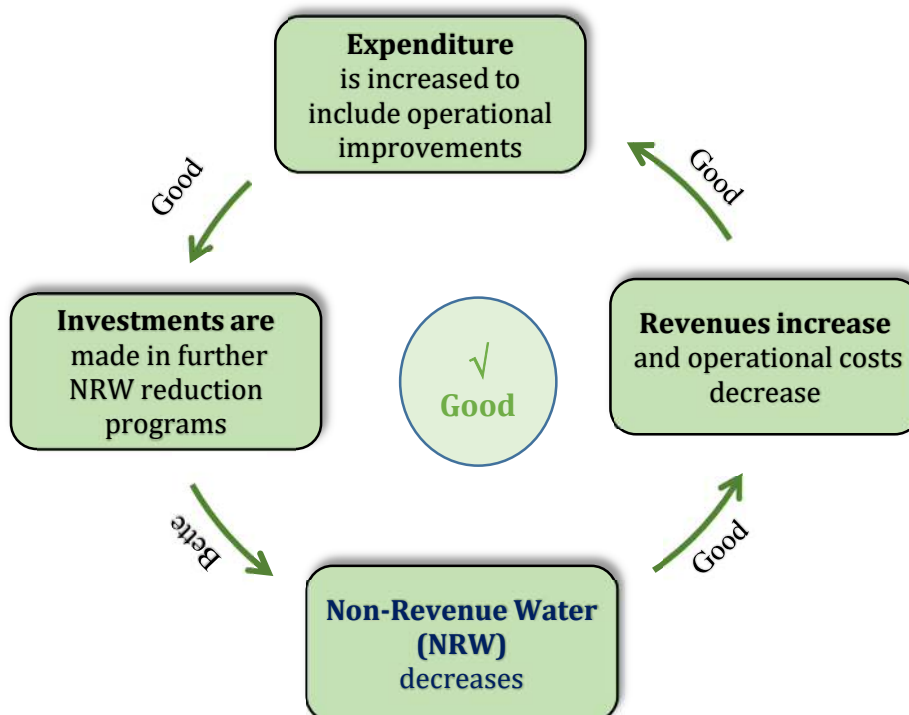 Expenditure
is increased to
include operational
improvements
Good
Good
Investments are
made in further
NRW reduction
programs
√
Good
Revenues increase
and operational costs
decrease
Bette
Good
Non-Revenue Water
(NRW)
decreases